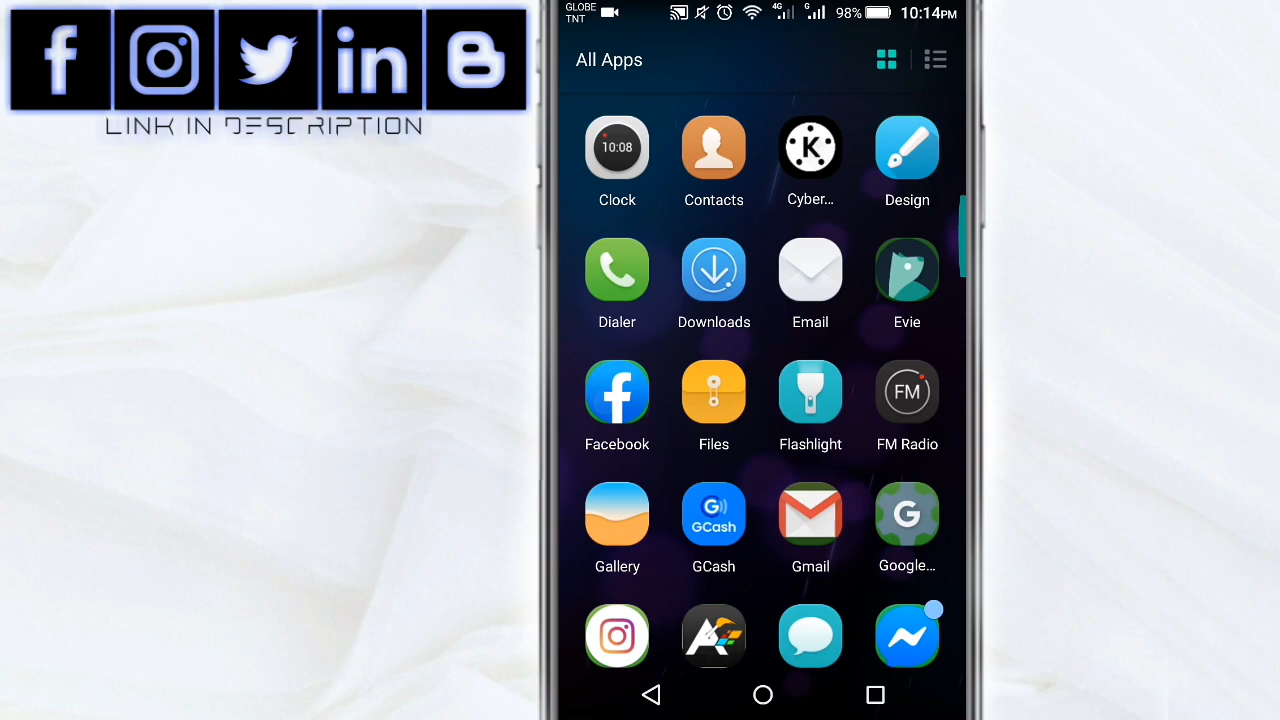 LINK IN DESCRIPTION
GLOBE
TNT
4G
G
98%
10:14PM
All Apps
10:08
K
Clock
Contacts
Cyber...
Design
Dialer
Downloads
Email
Evie
FM
Facebook
Files
Flashlight
FM Radio
G
GCash
G
Gallery
GCash
Gmail
Google...